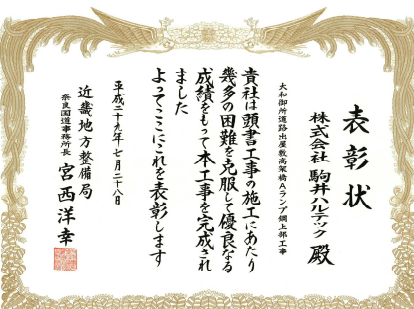 表彰状
株式会社 駒井ハルテック 殿
大和御所道路出屋敷高架橋Aランプ鋼上部工事
貴社は頭書工事の施工にあたり
幾多の困難を克服して優良なる
成績をもって本工事を完成され
ました
よってここにこれを表彰します
平成二十九年七月二十八日
近畿地方整備局
奈良国道事務所長 宮西洋幸